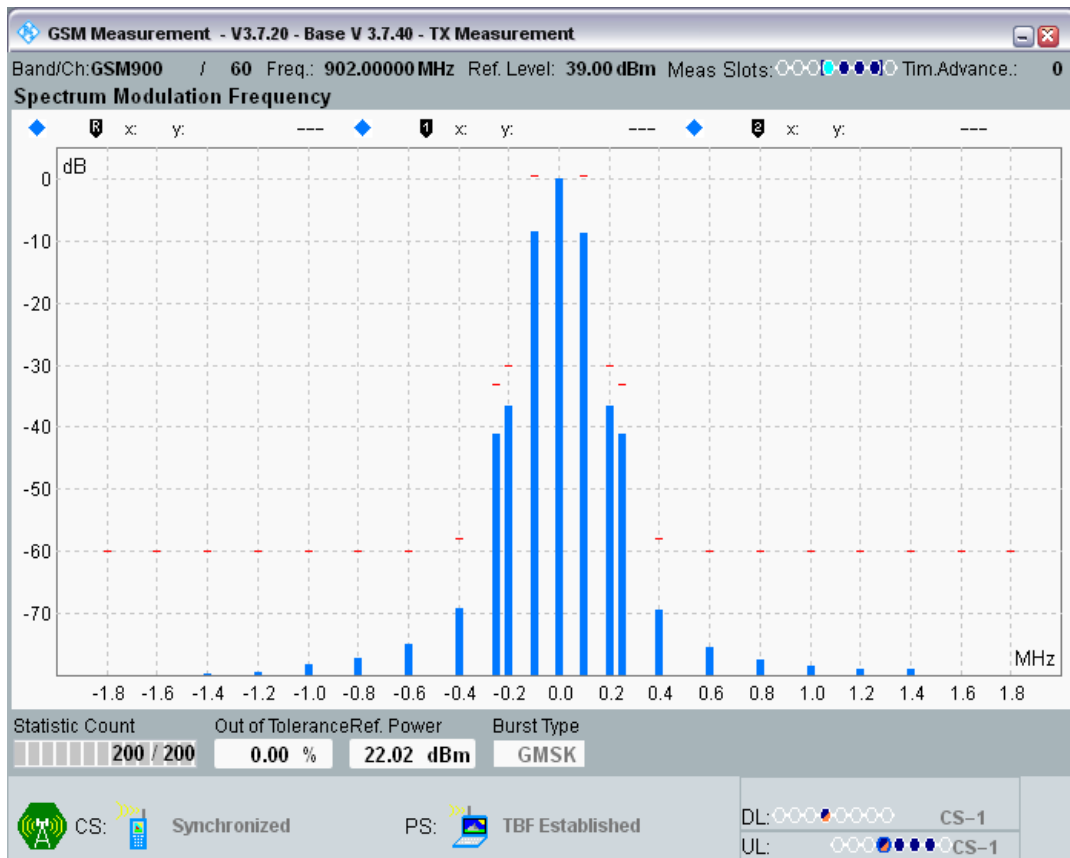 GSM Measurement - V3.7.20 - Base V 3.7.40 - TX Measurement
Band/Ch:GSM900 / 60 Freq.: 902.00000 MHz Ref. Level: 39.00 dBm Meas Slots: Tim.Advance.: 0
Spectrum Modulation Frequency
R x: y: --- 1 x: y: --- 2 x: y: ---
dB
0
-10
-20
-30
-40
-50
-60
-70
MHz
-1.8 -1.6 -1.4 -1.2 -1.0 -0.8 -0.6 -0.4 -0.2 0.0 0.2 0.4 0.6 0.8 1.0 1.2 1.4 1.6 1.8
Statistic Count Out of Tolerance Ref. Power Burst Type
200 / 200 0.00 % 22.02 dBm GMSK
CS: Synchronized PS: TBF Established
DL: CS-1
UL: CS-1